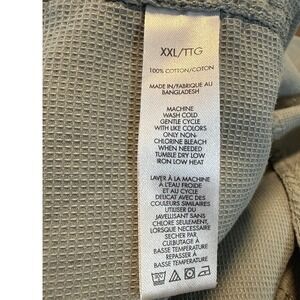 XXL/TTG
100% COTTON/COTON
MADE IN/FABRIQUE AU
BANGLADESH
MACHINE
WASH COLD
GENTLE CYCLE
WITH LIKE COLORS
ONLY NON-
CHLORINE BLEACH
WHEN NEEDED
TUMBLE DRY LOW
IRON LOW HEAT
LAVER À LA MACHINE
À L'EAU FROIDE
ET AU CYCLE
DÉLICAT AVEC DES
COULEURS SIMILAIRES
UTILISER DU
JAVELLISANT SANS
CHLORE SEULEMENT,
LORSQUE NÉCESSAIRE
SÉCHER PAR
CULBUTAGE À
BASSE TEMPÉRATURE
REPASSER À
BASSE TEMPÉRATURE